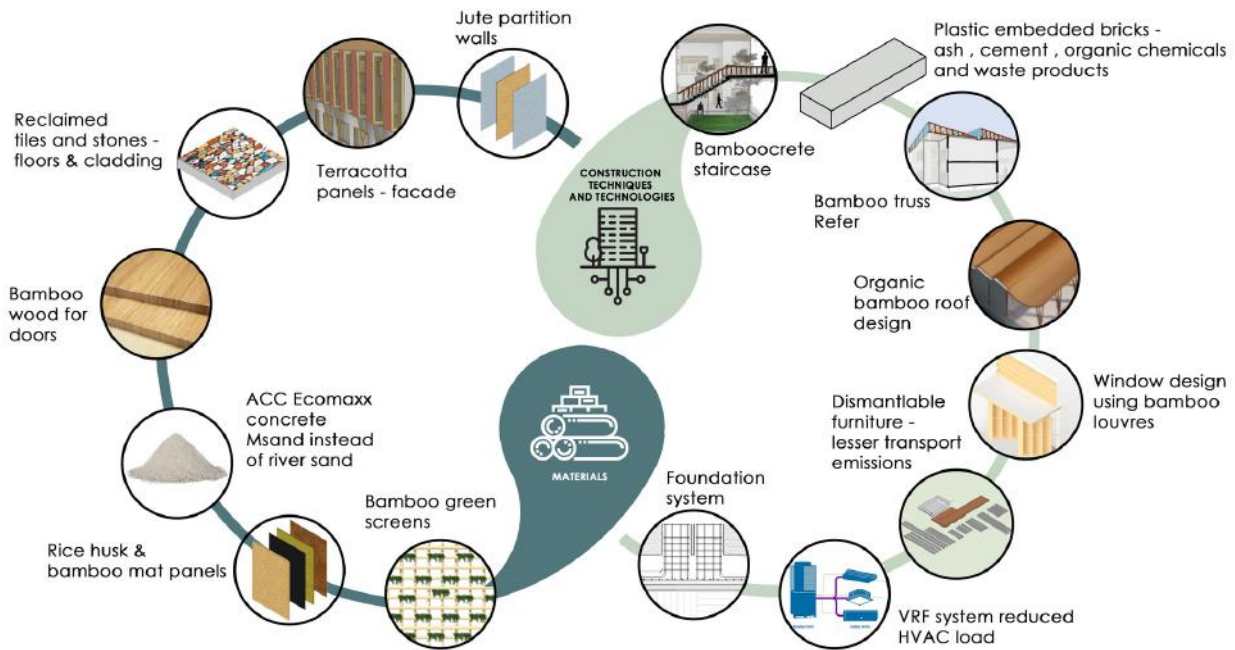 Jute partition
walls
Plastic embedded bricks -
ash , cement , organic chemicals
and waste products
Reclaimed
tiles and stones -
floors & cladding
Terracotta
panels - facade
Bamboocrete
staircase
CONSTRUCTION
TECHNIQUES
AND TECHNOLOGIES
Bamboo truss
Refer
Bamboo
wood for
doors
Organic
bamboo roof
design
ACC Ecomaxx
concrete
Msand instead
of river sand
Window design
using bamboo
louvres
Dismantlable
furniture -
lesser transport
emissions
MATERIALS
Foundation
system
Bamboo green
screens
Rice husk &
bamboo mat panels
VRF system reduced
HVAC load